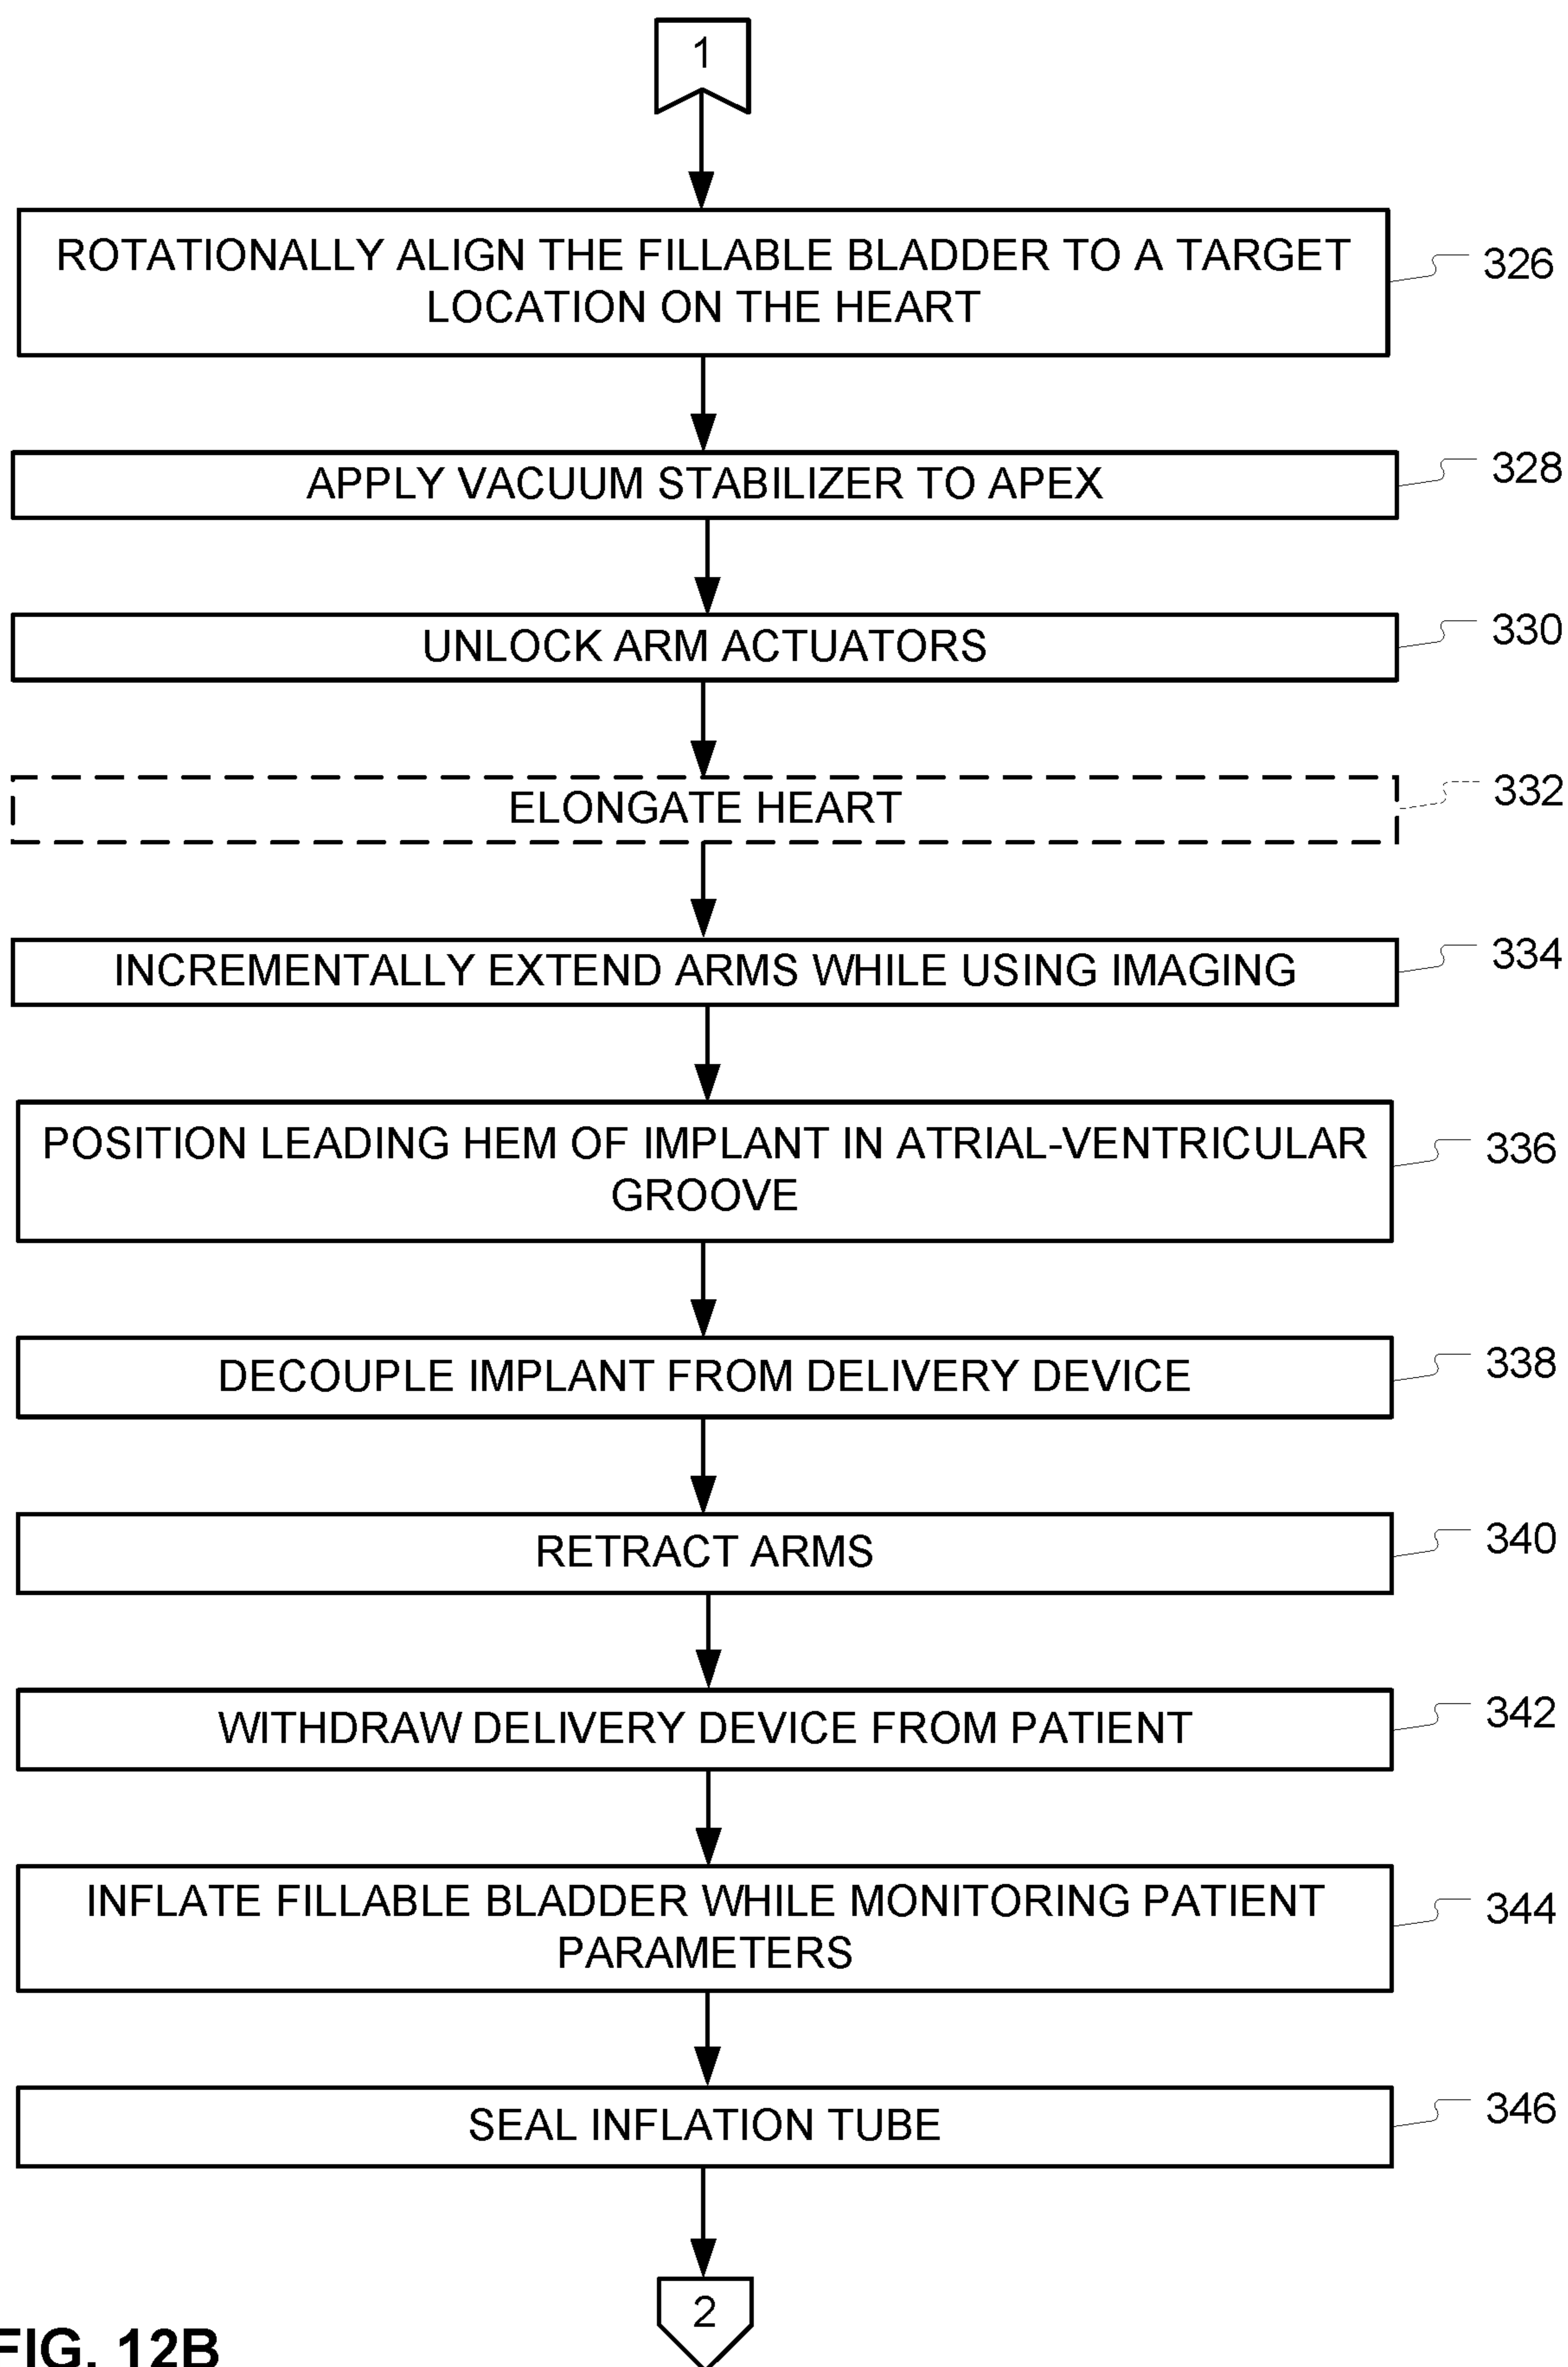 1
ROTATIONALLY ALIGN THE FILLABLE BLADDER TO A TARGET
LOCATION ON THE HEART
326
APPLY VACUUM STABILIZER TO APEX
328
UNLOCK ARM ACTUATORS
330
ELONGATE HEART
332
INCREMENTALLY EXTEND ARMS WHILE USING IMAGING
334
POSITION LEADING HEM OF IMPLANT IN ATRIAL-VENTRICULAR
GROOVE
336
DECOUPLE IMPLANT FROM DELIVERY DEVICE
338
RETRACT ARMS
340
WITHDRAW DELIVERY DEVICE FROM PATIENT
342
INFLATE FILLABLE BLADDER WHILE MONITORING PATIENT
PARAMETERS
344
SEAL INFLATION TUBE
346
2
FIG. 12B